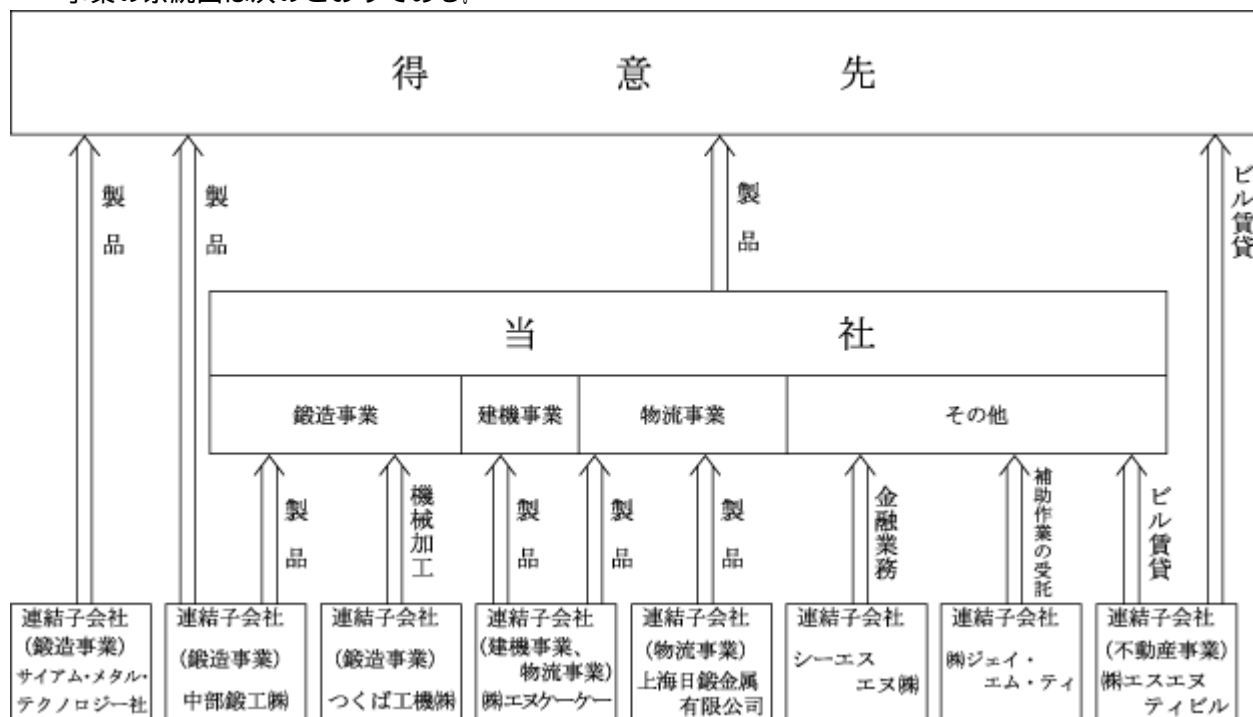 事業の系統図は次のとおりである。
得意先
製品
製品
製品
ビル賃貸
当社
鍛造事業
建機事業
物流事業
その他
製品
機械加工
製品
製品
製品
金融業務
補助作業の受託
ビル賃貸
連結子会社
(鍛造事業)
サイアム・メタル・
テクノロジー社
連結子会社
(鍛造事業)
中部鍛工㈱
連結子会社
(鍛造事業)
つくば工機㈱
連結子会社
(建機事業、
物流事業)
㈱エヌケーケー
連結子会社
(物流事業)
上海日鍛金属
有限公司
連結子会社
シーエス
エヌ㈱
連結子会社
㈱ジェイ・
エム・ティ
連結子会社
(不動産事業)
㈱エスエヌ
ティビル